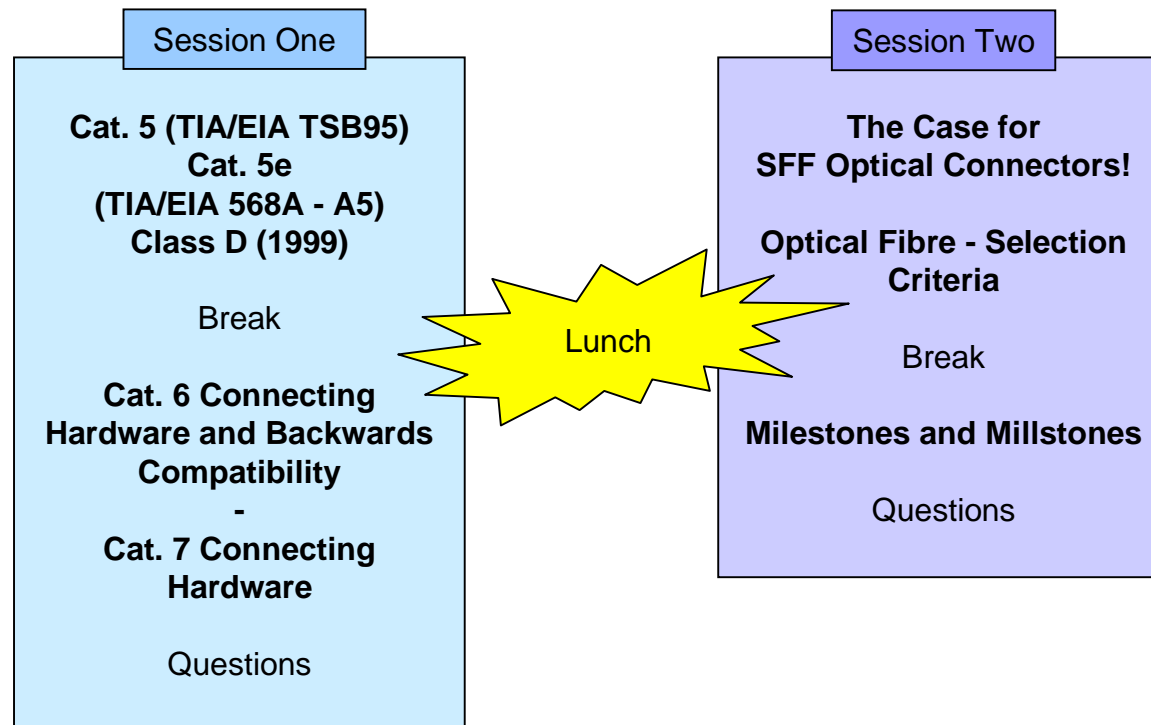 Session One
Cat. 5 (TIA/EIA TSB95)
Cat. 5e
(TIA/EIA 568A - A5)
Class D (1999)
Break
Cat. 6 Connecting
Hardware and Backwards
Compatibility
-
Cat. 7 Connecting
Hardware
Questions
Lunch
Session Two
The Case for
SFF Optical Connectors!
Optical Fibre - Selection
Criteria
Break
Milestones and Millstones
Questions